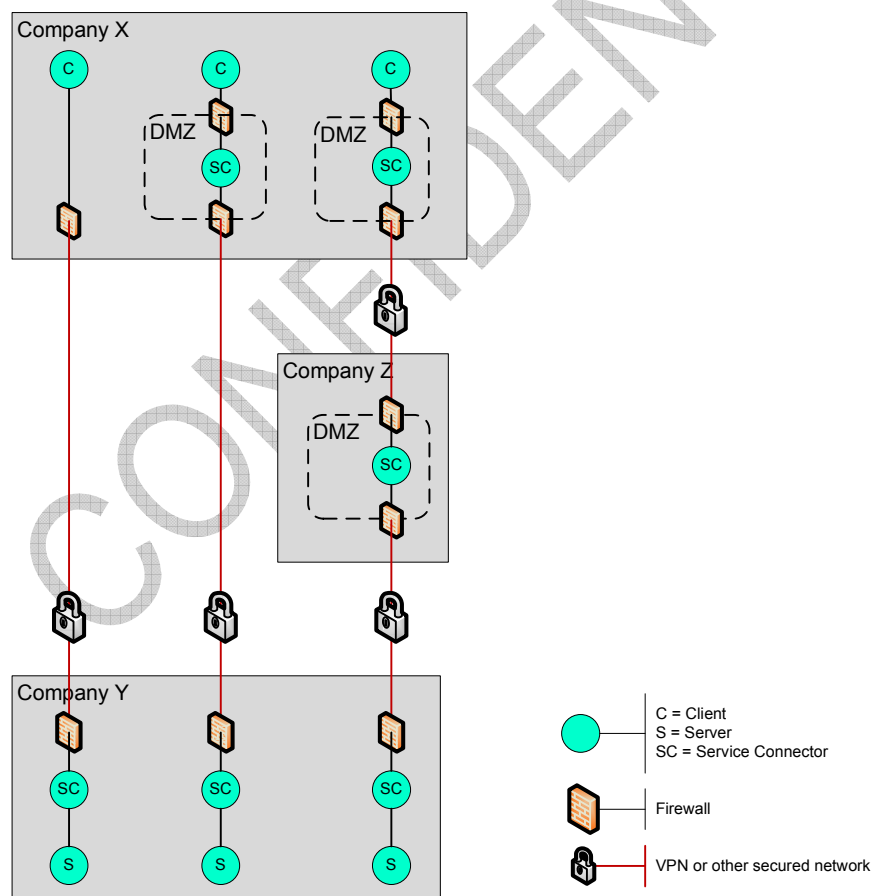 Company X
C
C
C
DMZ
DMZ
SC
SC
Company Z
DMZ
SC
Company Y
SC
SC
SC
S
S
S
C = Client
S = Server
SC = Service Connector
Firewall
VPN or other secured network
CONFIDEN